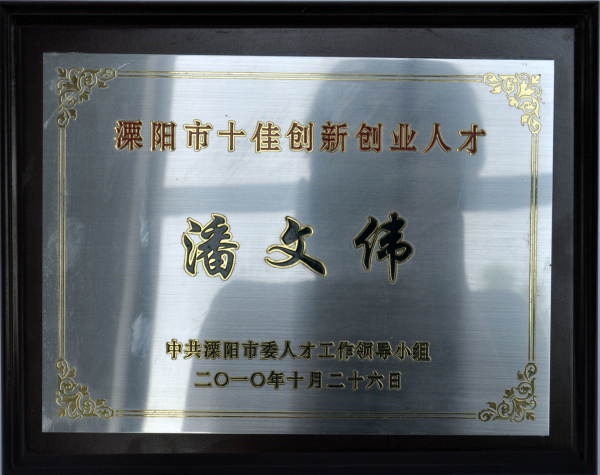 溧阳市十佳创新创业人才
潘文伟
中共溧阳市委人才工作领导小组
二〇一〇年十月二十六日